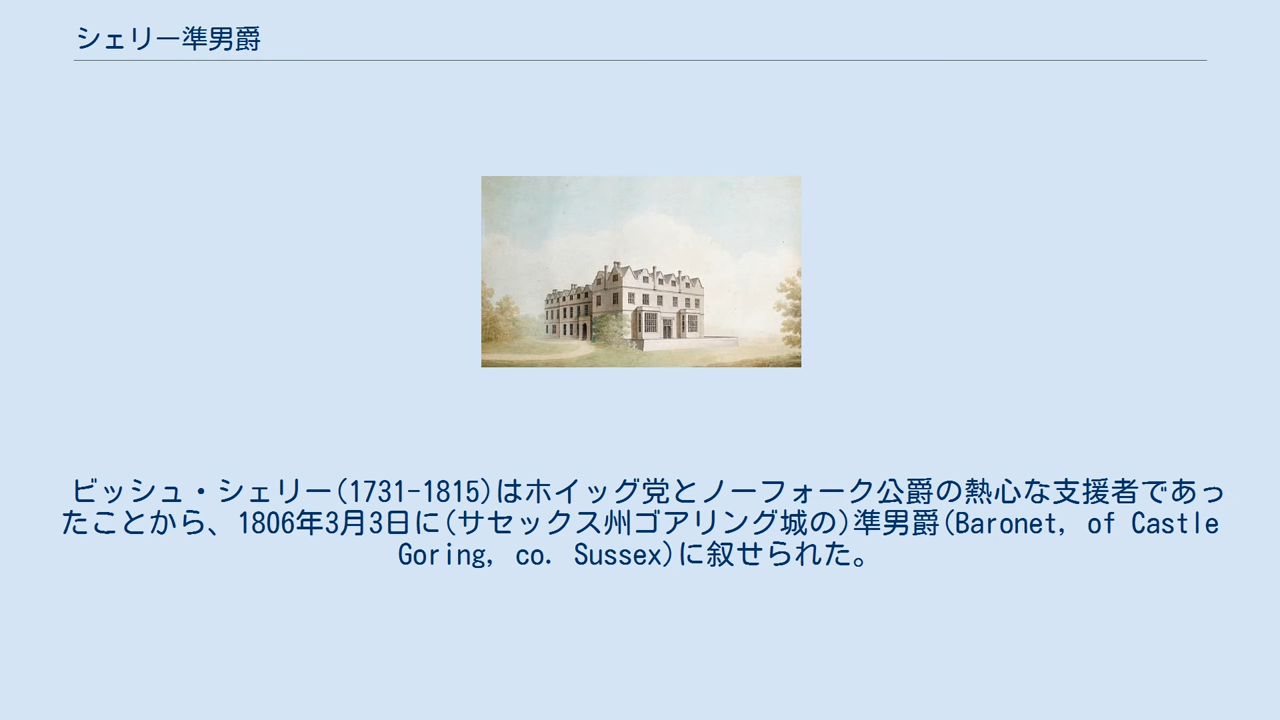 シェリー準男爵
ビッシュ・シェリー(1731-1815)はホイッグ党とノーフォーク公爵の熱心な支援者であっ
たことから、1806年3月3日に(サセックス州ゴアリング城の)準男爵(Baronet, of Castle
Goring, co. Sussex)に叙せられた。